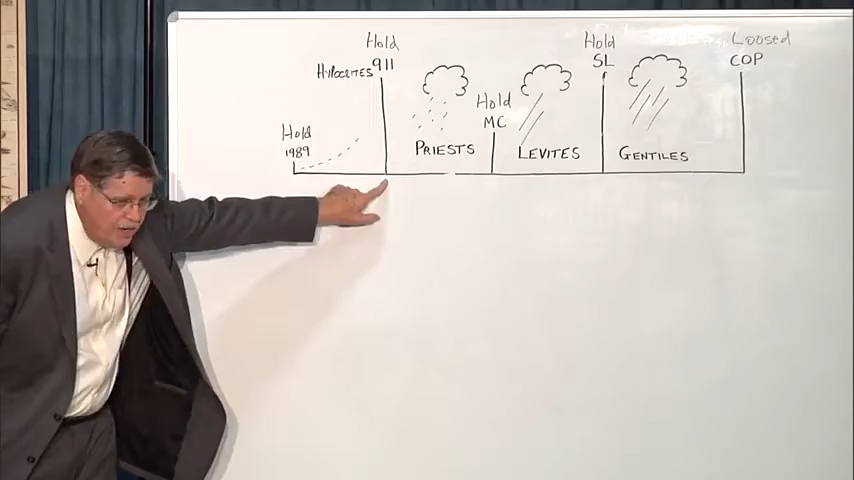 Hold
1989
HYPOCRITES
Hold
911
PRIESTS
Hold
MC
LEVITES
Hold
SL
GENTILES
Loosed
COP